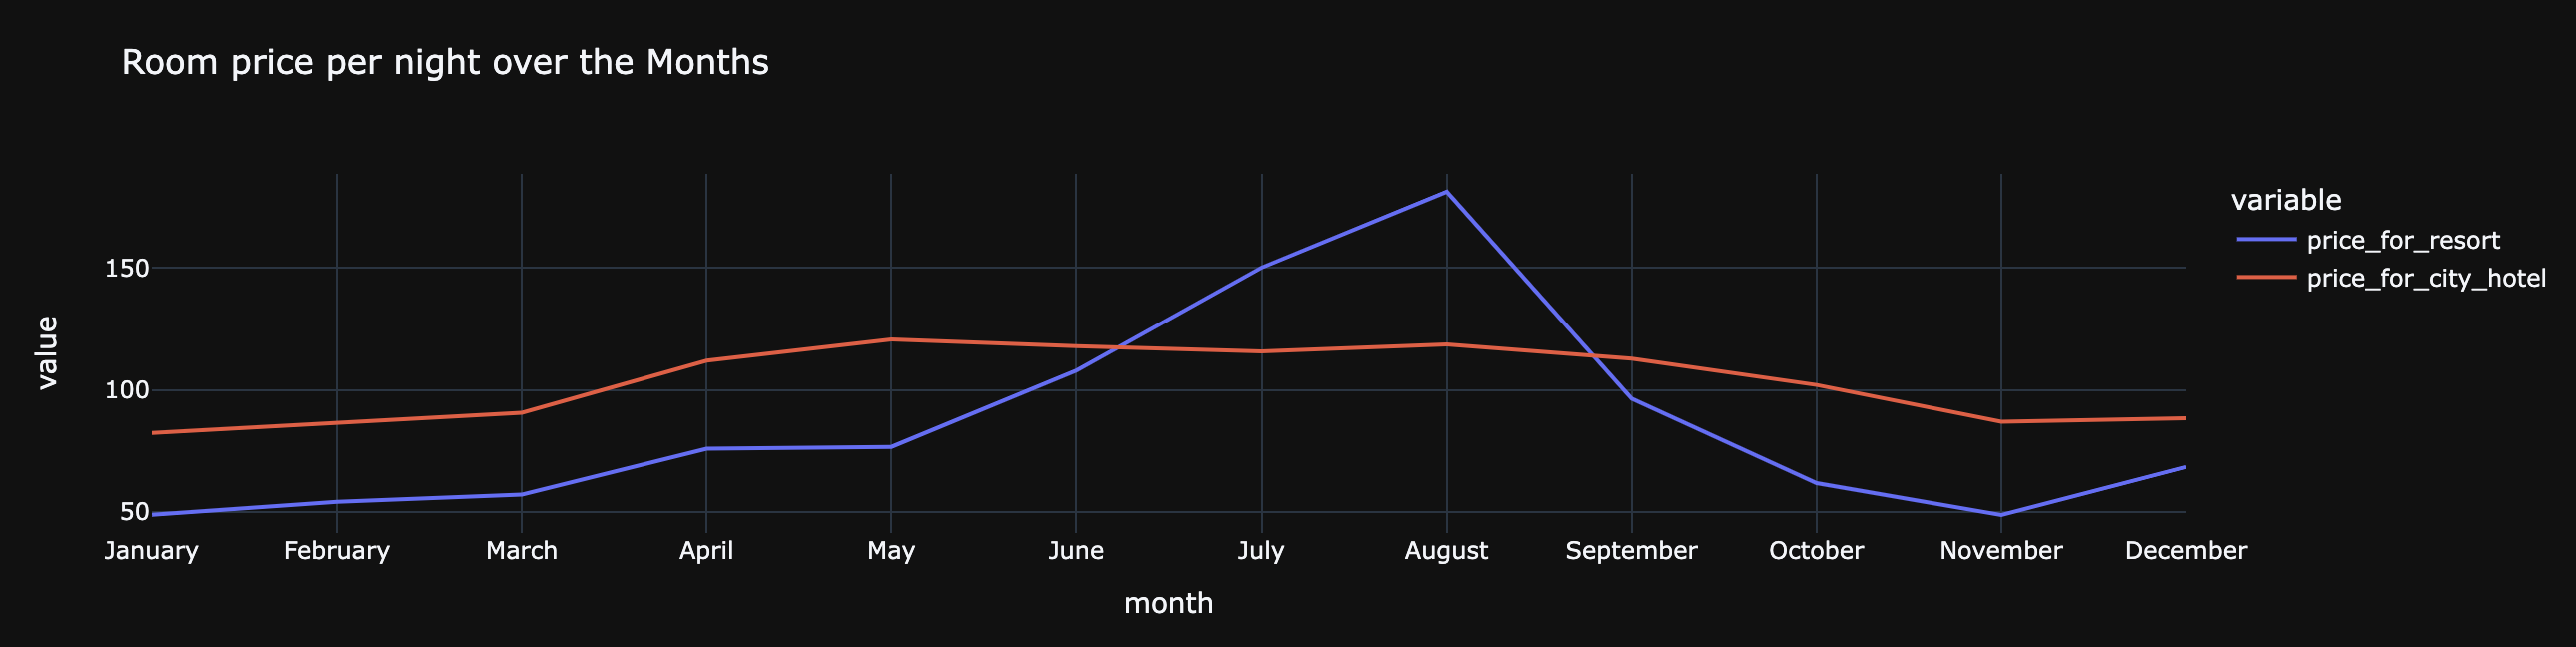 Room price per night over the Months
variable
price_for_resort
price_for_city_hotel
value
150
100
50
January February March April May June July August September October November December
month